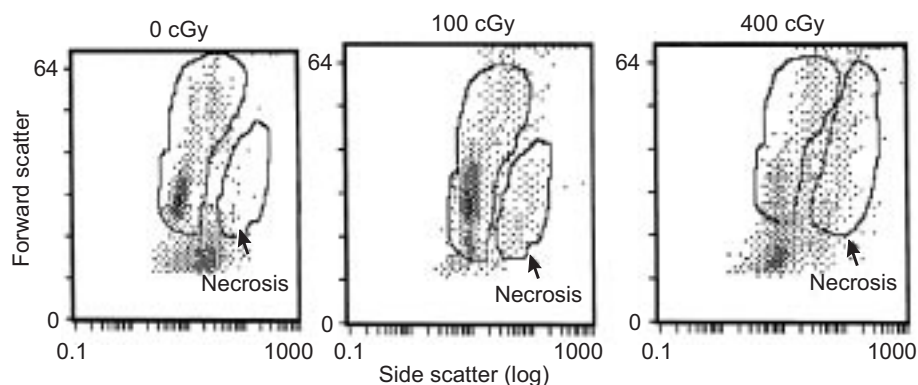 0 cGy
100 cGy
400 cGy
Forward scatter
64
0
Necrosis
0.1
1000
64
0
Necrosis
0.1
1000
64
0
Necrosis
0.1
1000
Side scatter (log)